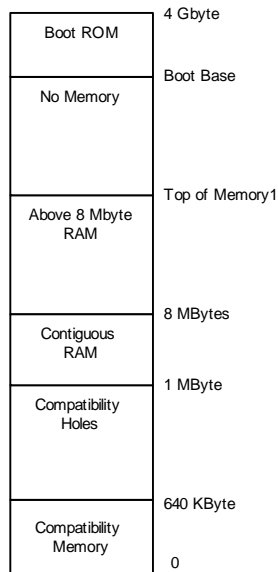 4 Gbyte
Boot ROM
Boot Base
No Memory
Top of Memory1
Above 8 Mbyte
RAM
8 MBytes
Contiguous
RAM
1 MByte
Compatibility
Holes
640 KByte
Compatibility
Memory
0